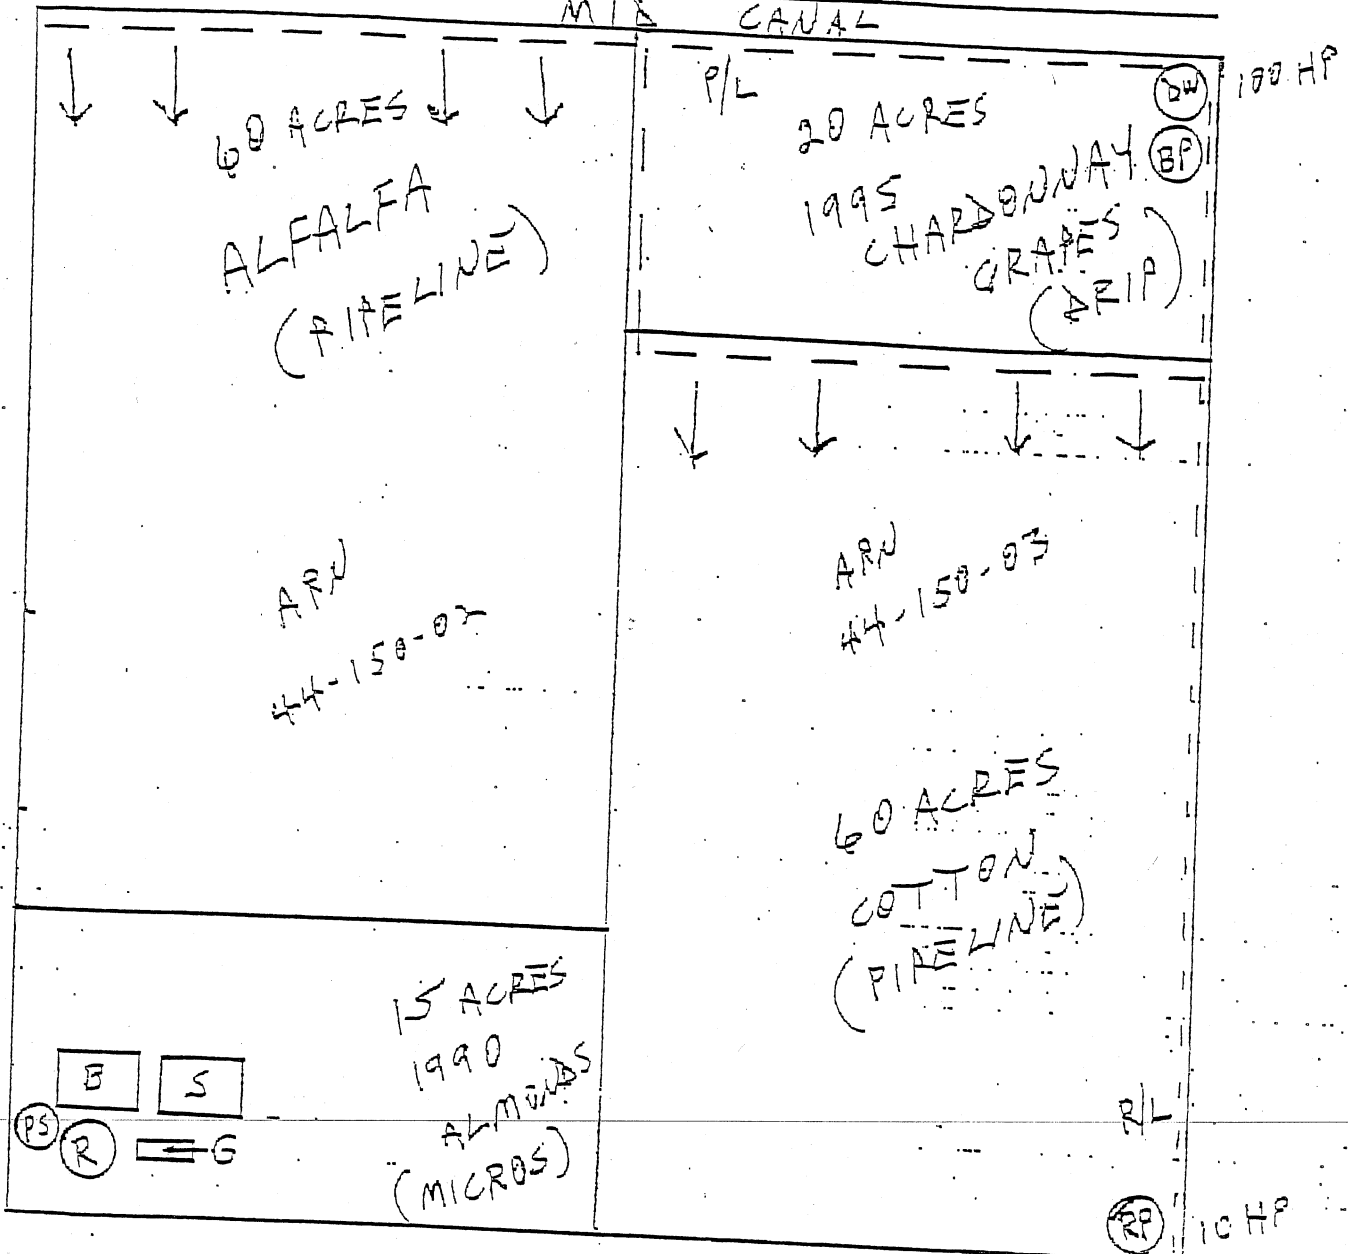 MID CANAL
60 ACRES
ALFALFA
(PIPELINE)
APN
44-150-02
P/L
20 ACRES
1995
CHARDONNAY
GRAPES
(DRIP)
DW
100 HP
BP
APN
44-150-03
60 ACRES
COTTON
(PIPELINE)
15 ACRES
1990
ALMONDS
(MICROS)
B
S
PS
R
G
R/L
RP
10 HP